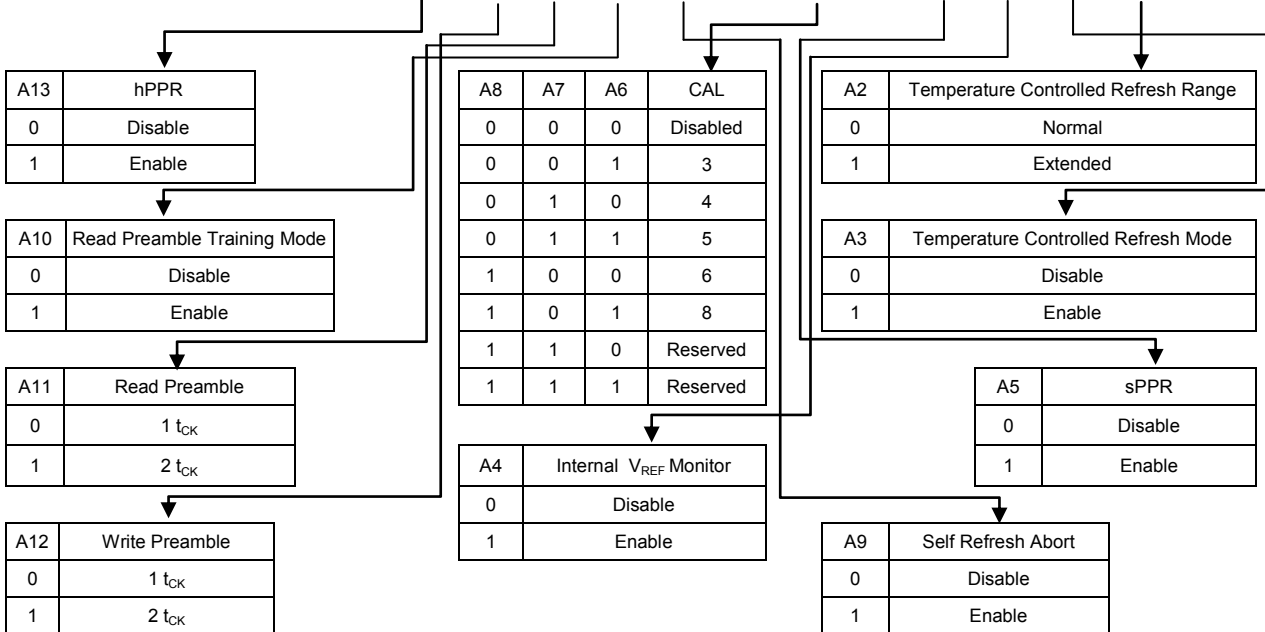 A13 hPPR
0 Disable
1 Enable
A10 Read Preamble Training Mode
0 Disable
1 Enable
A11 Read Preamble
0 1 tCK
1 2 tCK
A12 Write Preamble
0 1 tCK
1 2 tCK
A8 A7 A6 CAL
0 0 0 Disabled
0 0 1 3
0 1 0 4
0 1 1 5
1 0 0 6
1 0 1 8
1 1 0 Reserved
1 1 1 Reserved
A4 Internal VREF Monitor
0 Disable
1 Enable
A2 Temperature Controlled Refresh Range
0 Normal
1 Extended
A3 Temperature Controlled Refresh Mode
0 Disable
1 Enable
A5 sPPR
0 Disable
1 Enable
A9 Self Refresh Abort
0 Disable
1 Enable